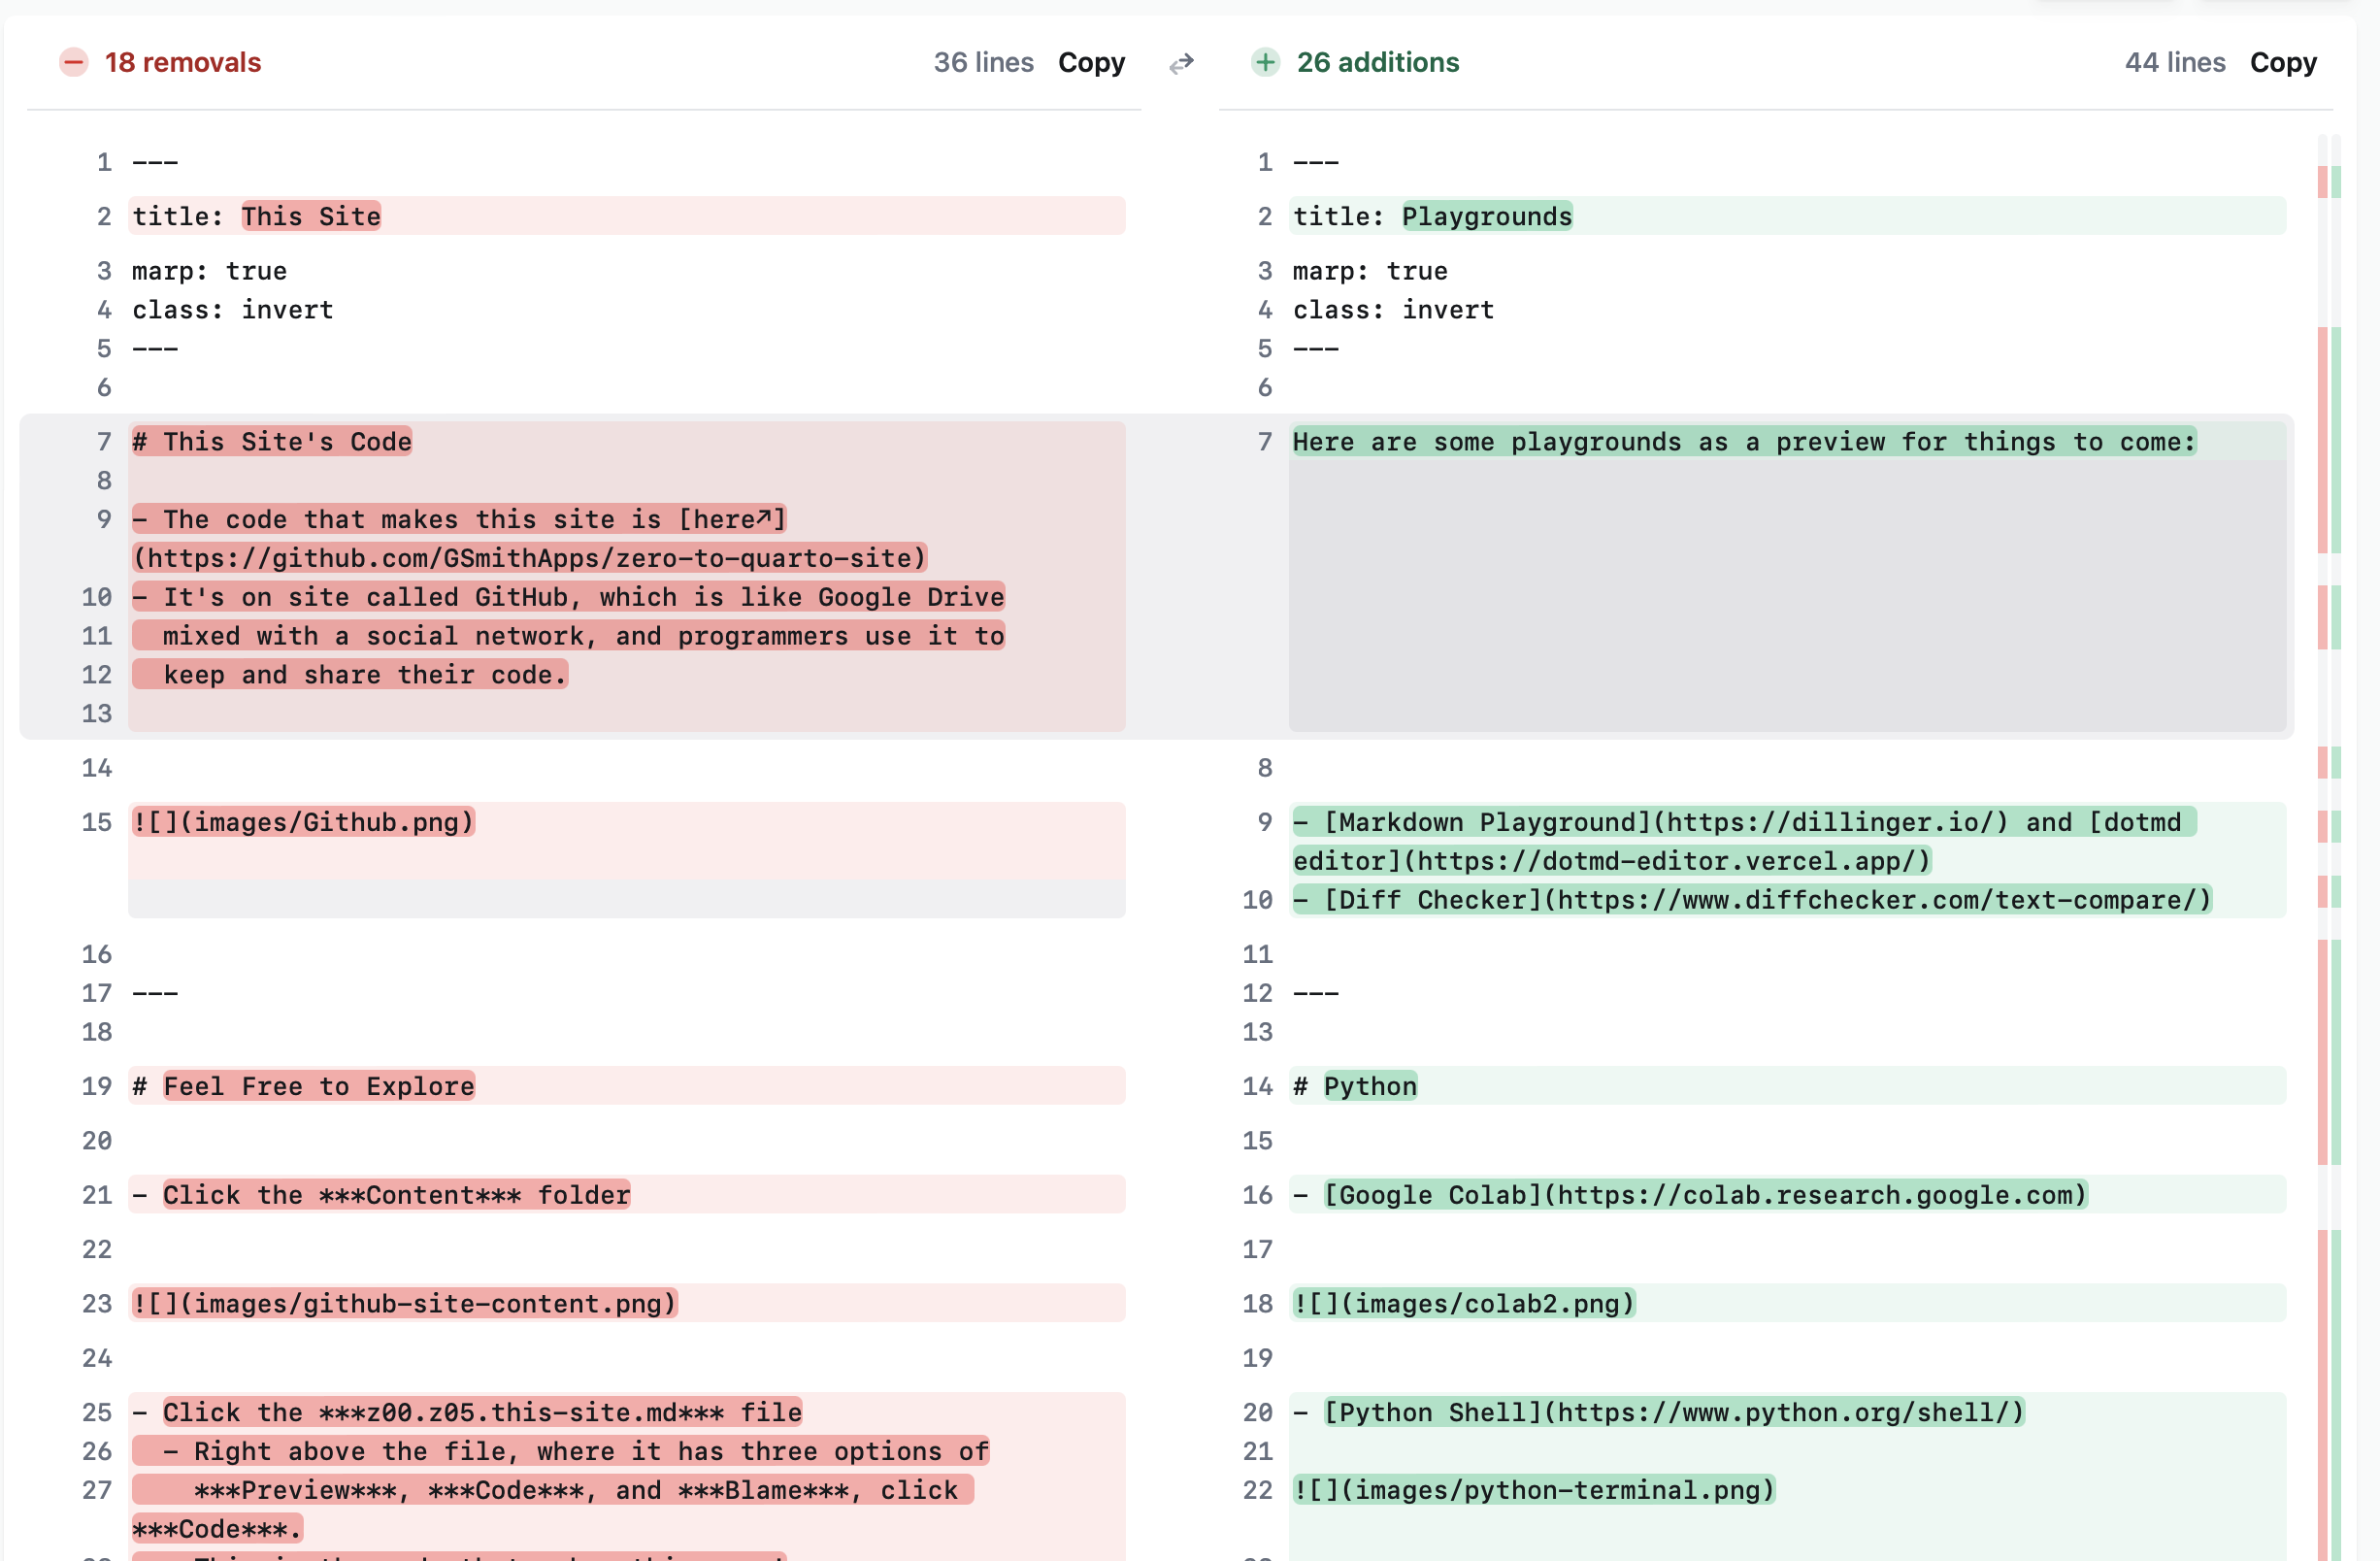 18 removals
36 lines Copy
26 additions
44 lines Copy
1 ---
2 title: This Site
3 marp: true
4 class: invert
5 ---
6
7 # This Site's Code
8
9 - The code that makes this site is [here↗]
(https://github.com/GSmithApps/zero-to-quarto-site)
10 - It's on site called GitHub, which is like Google Drive
11 mixed with a social network, and programmers use it to
12 keep and share their code.
13
14
15 ![](images/Github.png)
16
17 ---
18
19 # Feel Free to Explore
20
21 - Click the ***Content*** folder
22
23 ![](images/github-site-content.png)
24
25 - Click the ***z00.z05.this-site.md*** file
26 - Right above the file, where it has three options of
27 ***Preview***, ***Code***, and ***Blame***, click
***Code***.
1 ---
2 title: Playgrounds
3 marp: true
4 class: invert
5 ---
6
7 Here are some playgrounds as a preview for things to come:
8
9 - [Markdown Playground](https://dillinger.io/) and [dotmd
editor](https://dotmd-editor.vercel.app/)
10 - [Diff Checker](https://www.diffchecker.com/text-compare/)
11
12 ---
13
14 # Python
15
16 - [Google Colab](https://colab.research.google.com)
17
18 ![](images/colab2.png)
19
20 - [Python Shell](https://www.python.org/shell/)
21
22 ![](images/python-terminal.png)